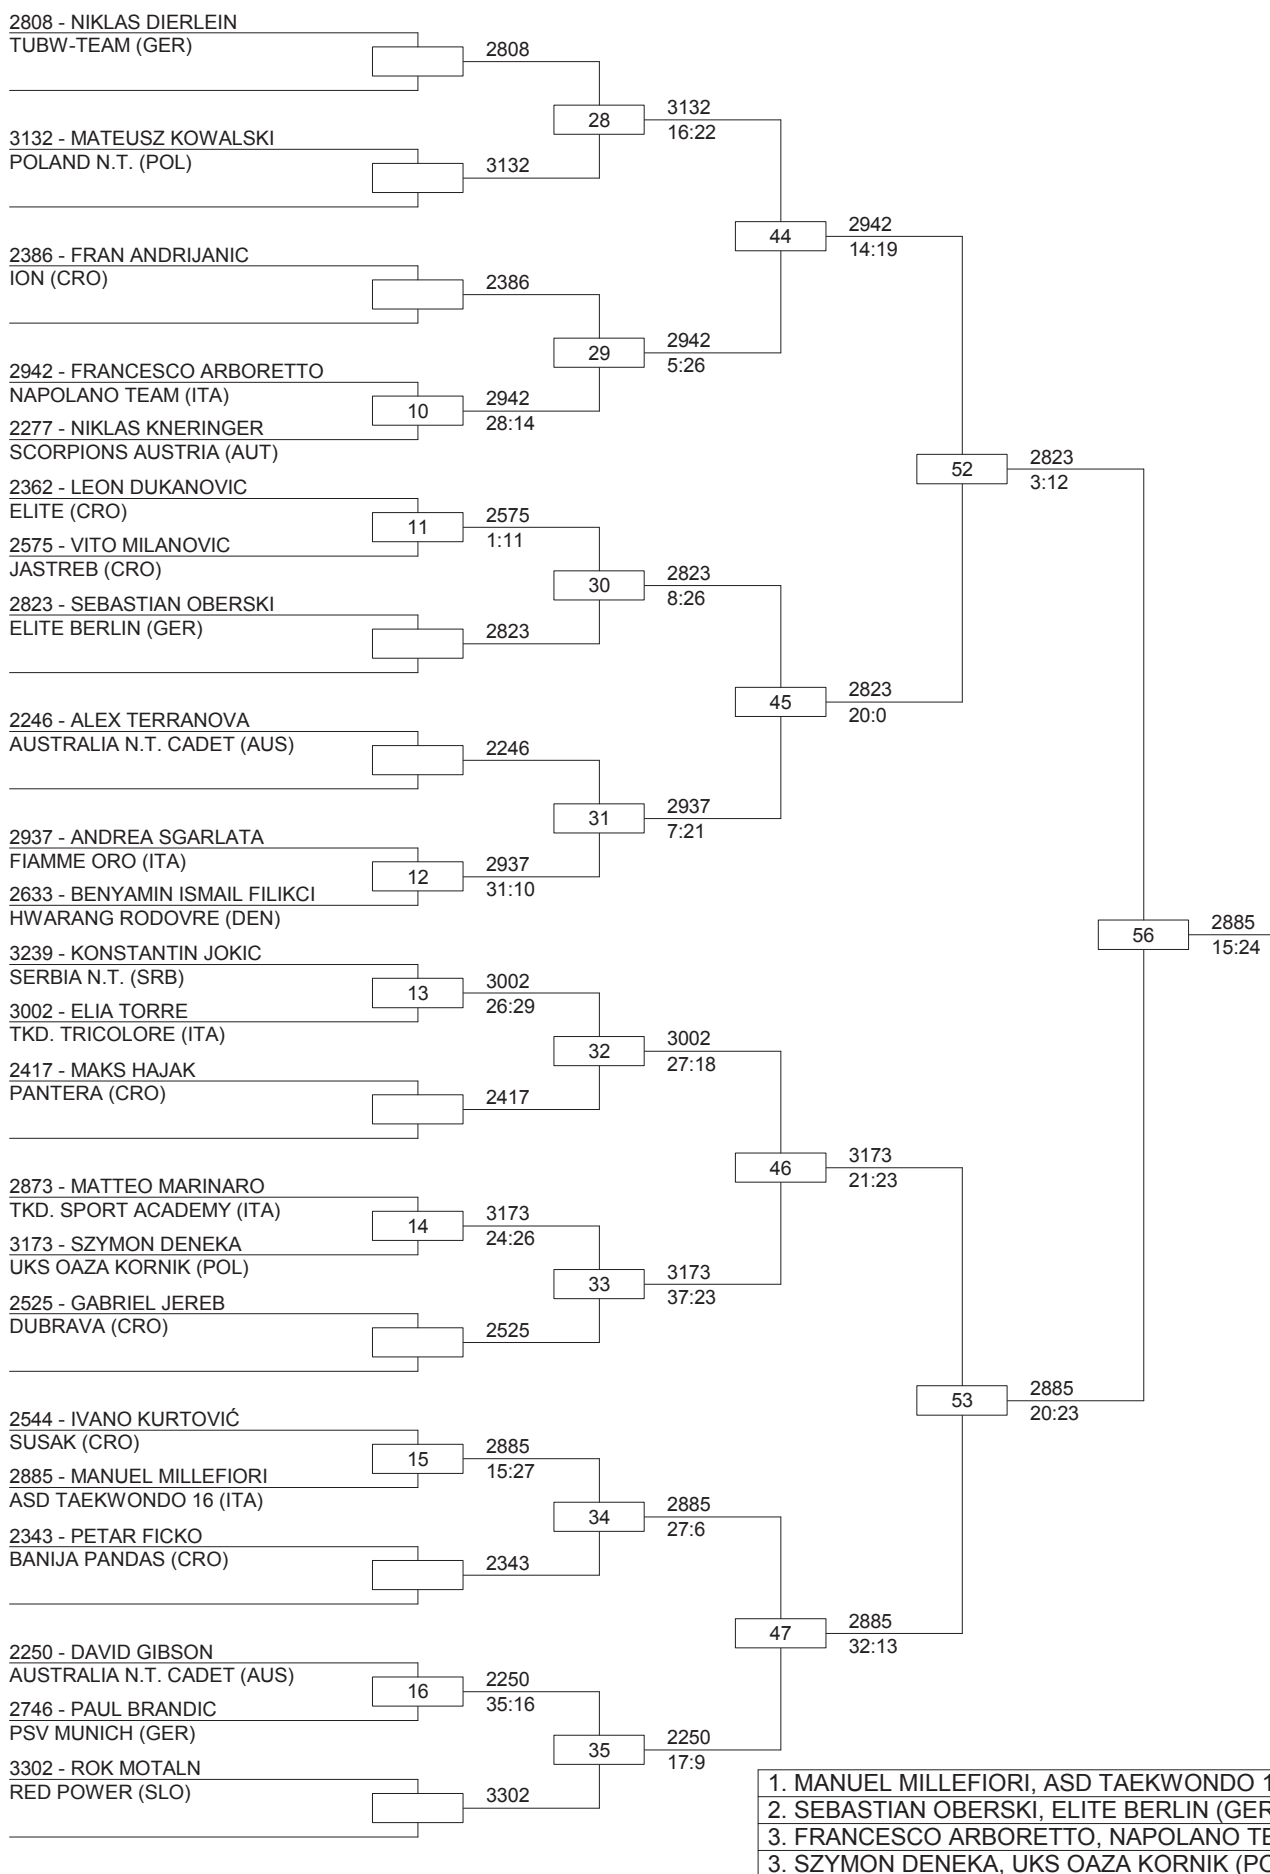 2808 - NIKLAS DIERLEIN
TUBW-TEAM (GER)
2808
28
3132
16:22
3132 - MATEUSZ KOWALSKI
POLAND N.T. (POL)
3132
44
2942
14:19
2386 - FRAN ANDRIJANIC
ION (CRO)
2386
29
2942
5:26
2942 - FRANCESCO ARBORETTO
NAPOLANO TEAM (ITA)
10
2942
28:14
2277 - NIKLAS KNERINGER
SCORPIONS AUSTRIA (AUT)
52
2823
3:12
2362 - LEON DUKANOVIC
ELITE (CRO)
11
2575
1:11
2575 - VITO MILANOVIC
JASTREB (CRO)
30
2823
8:26
2823 - SEBASTIAN OBERSKI
ELITE BERLIN (GER)
2823
45
2823
20:0
2246 - ALEX TERRANOVA
AUSTRALIA N.T. CADET (AUS)
2246
31
2937
7:21
2937 - ANDREA SGARLATA
FIAMME ORO (ITA)
12
2937
31:10
2633 - BENYAMIN ISMAIL FILIKCI
HWARANG RODOVRE (DEN)
56
2885
15:24
3239 - KONSTANTIN JOKIC
SERBIA N.T. (SRB)
13
3002
26:29
3002 - ELIA TORRE
TKD. TRICOLORE (ITA)
32
3002
27:18
2417 - MAKS HAJAK
PANTERA (CRO)
2417
46
3173
21:23
2873 - MATTEO MARINARO
TKD. SPORT ACADEMY (ITA)
14
3173
24:26
3173 - SZYMON DENEKA
UKS OAZA KORNIK (POL)
33
3173
37:23
2525 - GABRIEL JEREB
DUBRAVA (CRO)
2525
53
2885
20:23
2544 - IVANO KURTOVIĆ
SUSAK (CRO)
15
2885
15:27
2885 - MANUEL MILLEFIORI
ASD TAEKWONDO 16 (ITA)
34
2885
27:6
2343 - PETAR FICKO
BANIJA PANDAS (CRO)
2343
47
2885
32:13
2250 - DAVID GIBSON
AUSTRALIA N.T. CADET (AUS)
16
2250
35:16
2746 - PAUL BRANDIC
PSV MUNICH (GER)
35
2250
17:9
3302 - ROK MOTALN
RED POWER (SLO)
3302
1. MANUEL MILLEFIORI, ASD TAEKWONDO 1
2. SEBASTIAN OBERSKI, ELITE BERLIN (GER
3. FRANCESCO ARBORETTO, NAPOLANO TE
3. SZYMON DENEKA, UKS OAZA KORNIK (PO